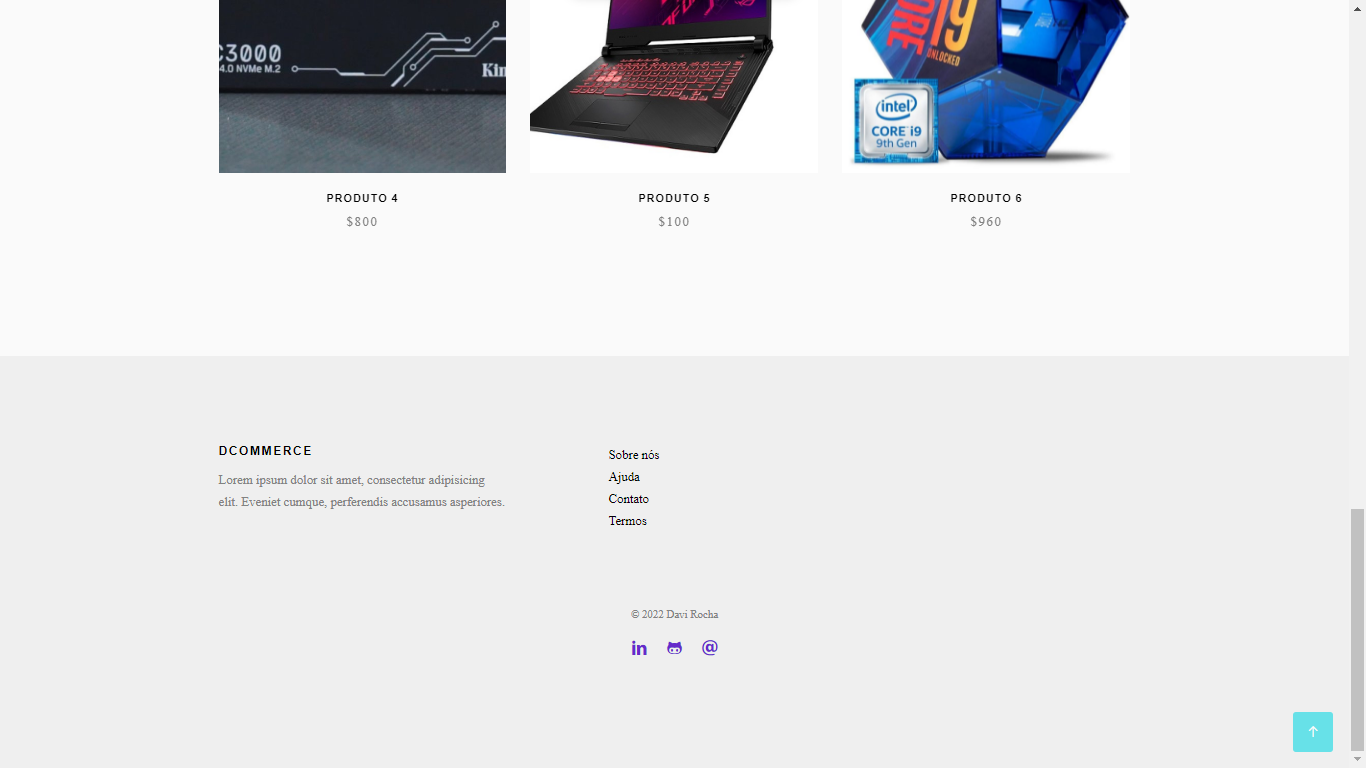 C3000
4.0 NVMe M.2
CORE i9
UNLOCKED
intel
CORE i9
9th Gen
PRODUTO 4
PRODUTO 5
PRODUTO 6
$800
$100
$960
DCOMMERCE
Lorem ipsum dolor sit amet, consectetur adipisicing
elit. Eveniet cumque, perferendis accusamus asperiores.
Sobre nós
Ajuda
Contato
Termos
© 2022 Davi Rocha